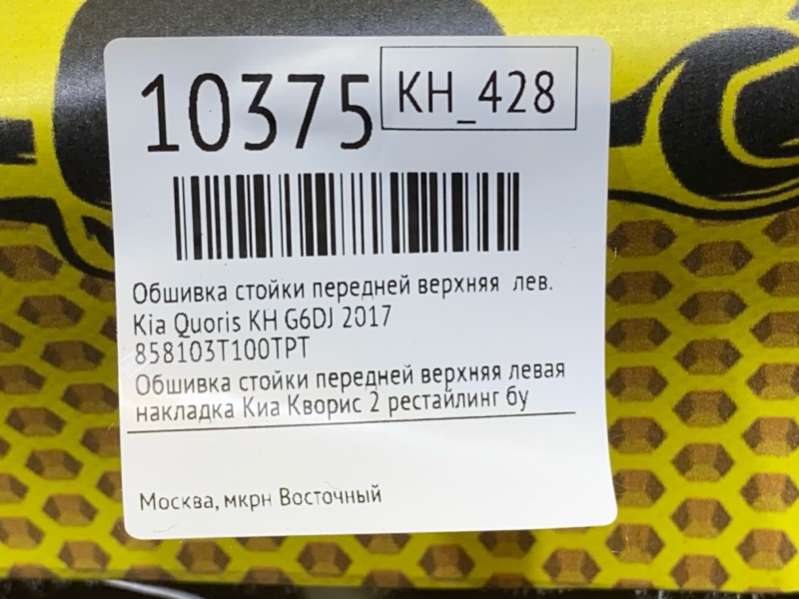 10375
KH_428
Обшивка стойки передней верхняя лев.
Kia Quoris KH G6DJ 2017
858103T100TPT
Обшивка стойки передней верхняя левая
накладка Киа Кворис 2 рестайлинг бу
Москва, мкрн Восточный